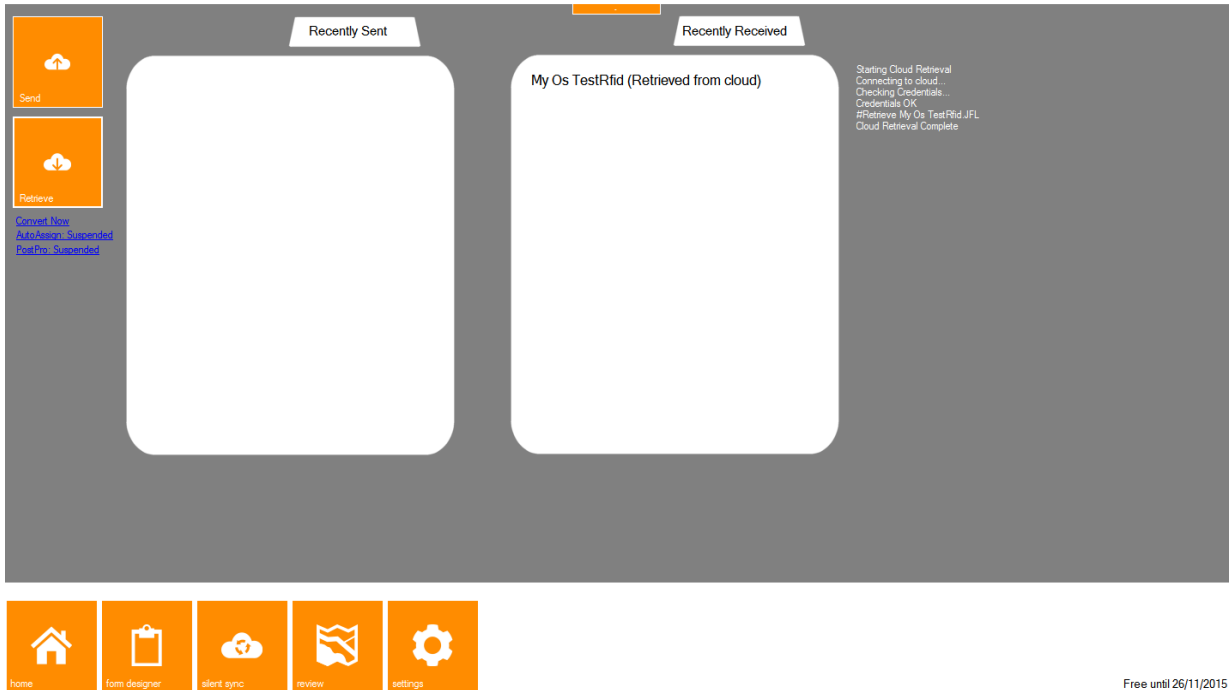 Recently Sent
Recently Received
Send
Retrieve
Convert Now
AutoAssign: Suspended
PostPro: Suspended
My Os TestRfid (Retrieved from cloud)
Starting Cloud Retrieval
Connecting to cloud...
Checking Credentials...
Credentials OK
#Retrieve My Os TestRfid.JFL
Cloud Retrieval Complete
home
form designer
silent sync
review
settings
Free until 26/11/2015